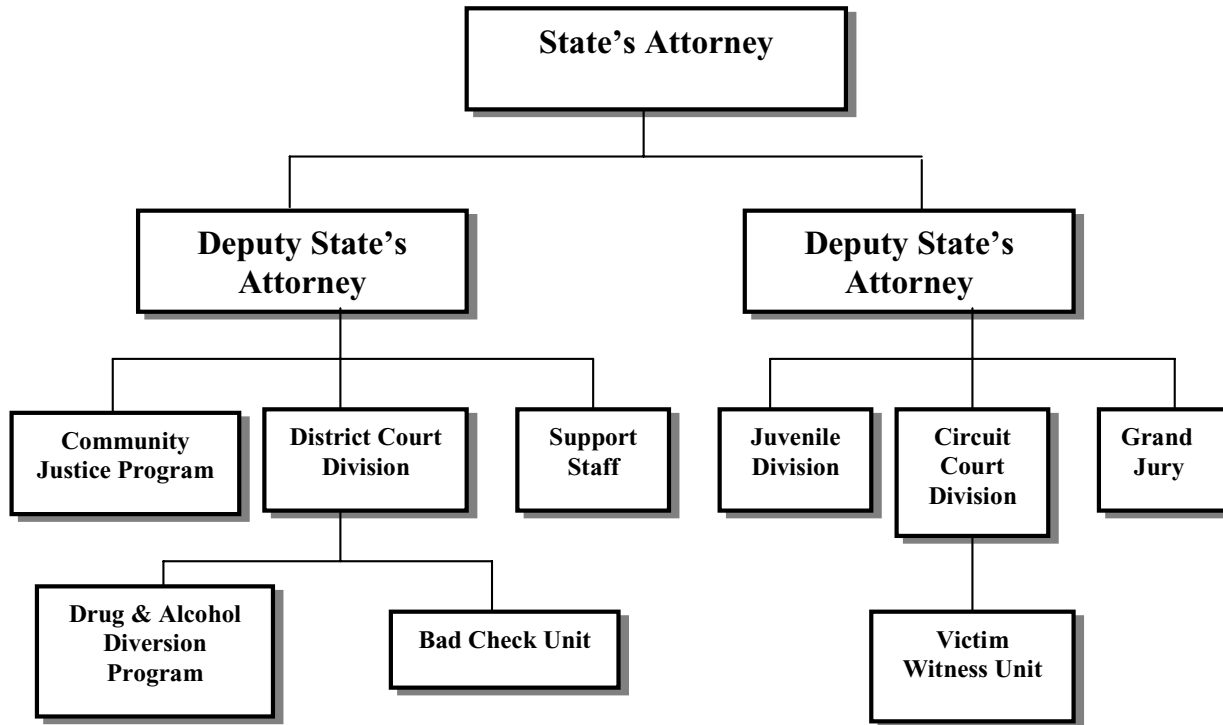 State’s Attorney
Deputy State’s
Attorney
Deputy State’s
Attorney
Community
Justice Program
District Court
Division
Support
Staff
Juvenile
Division
Circuit
Court
Division
Grand
Jury
Drug & Alcohol
Diversion
Program
Bad Check Unit
Victim
Witness Unit